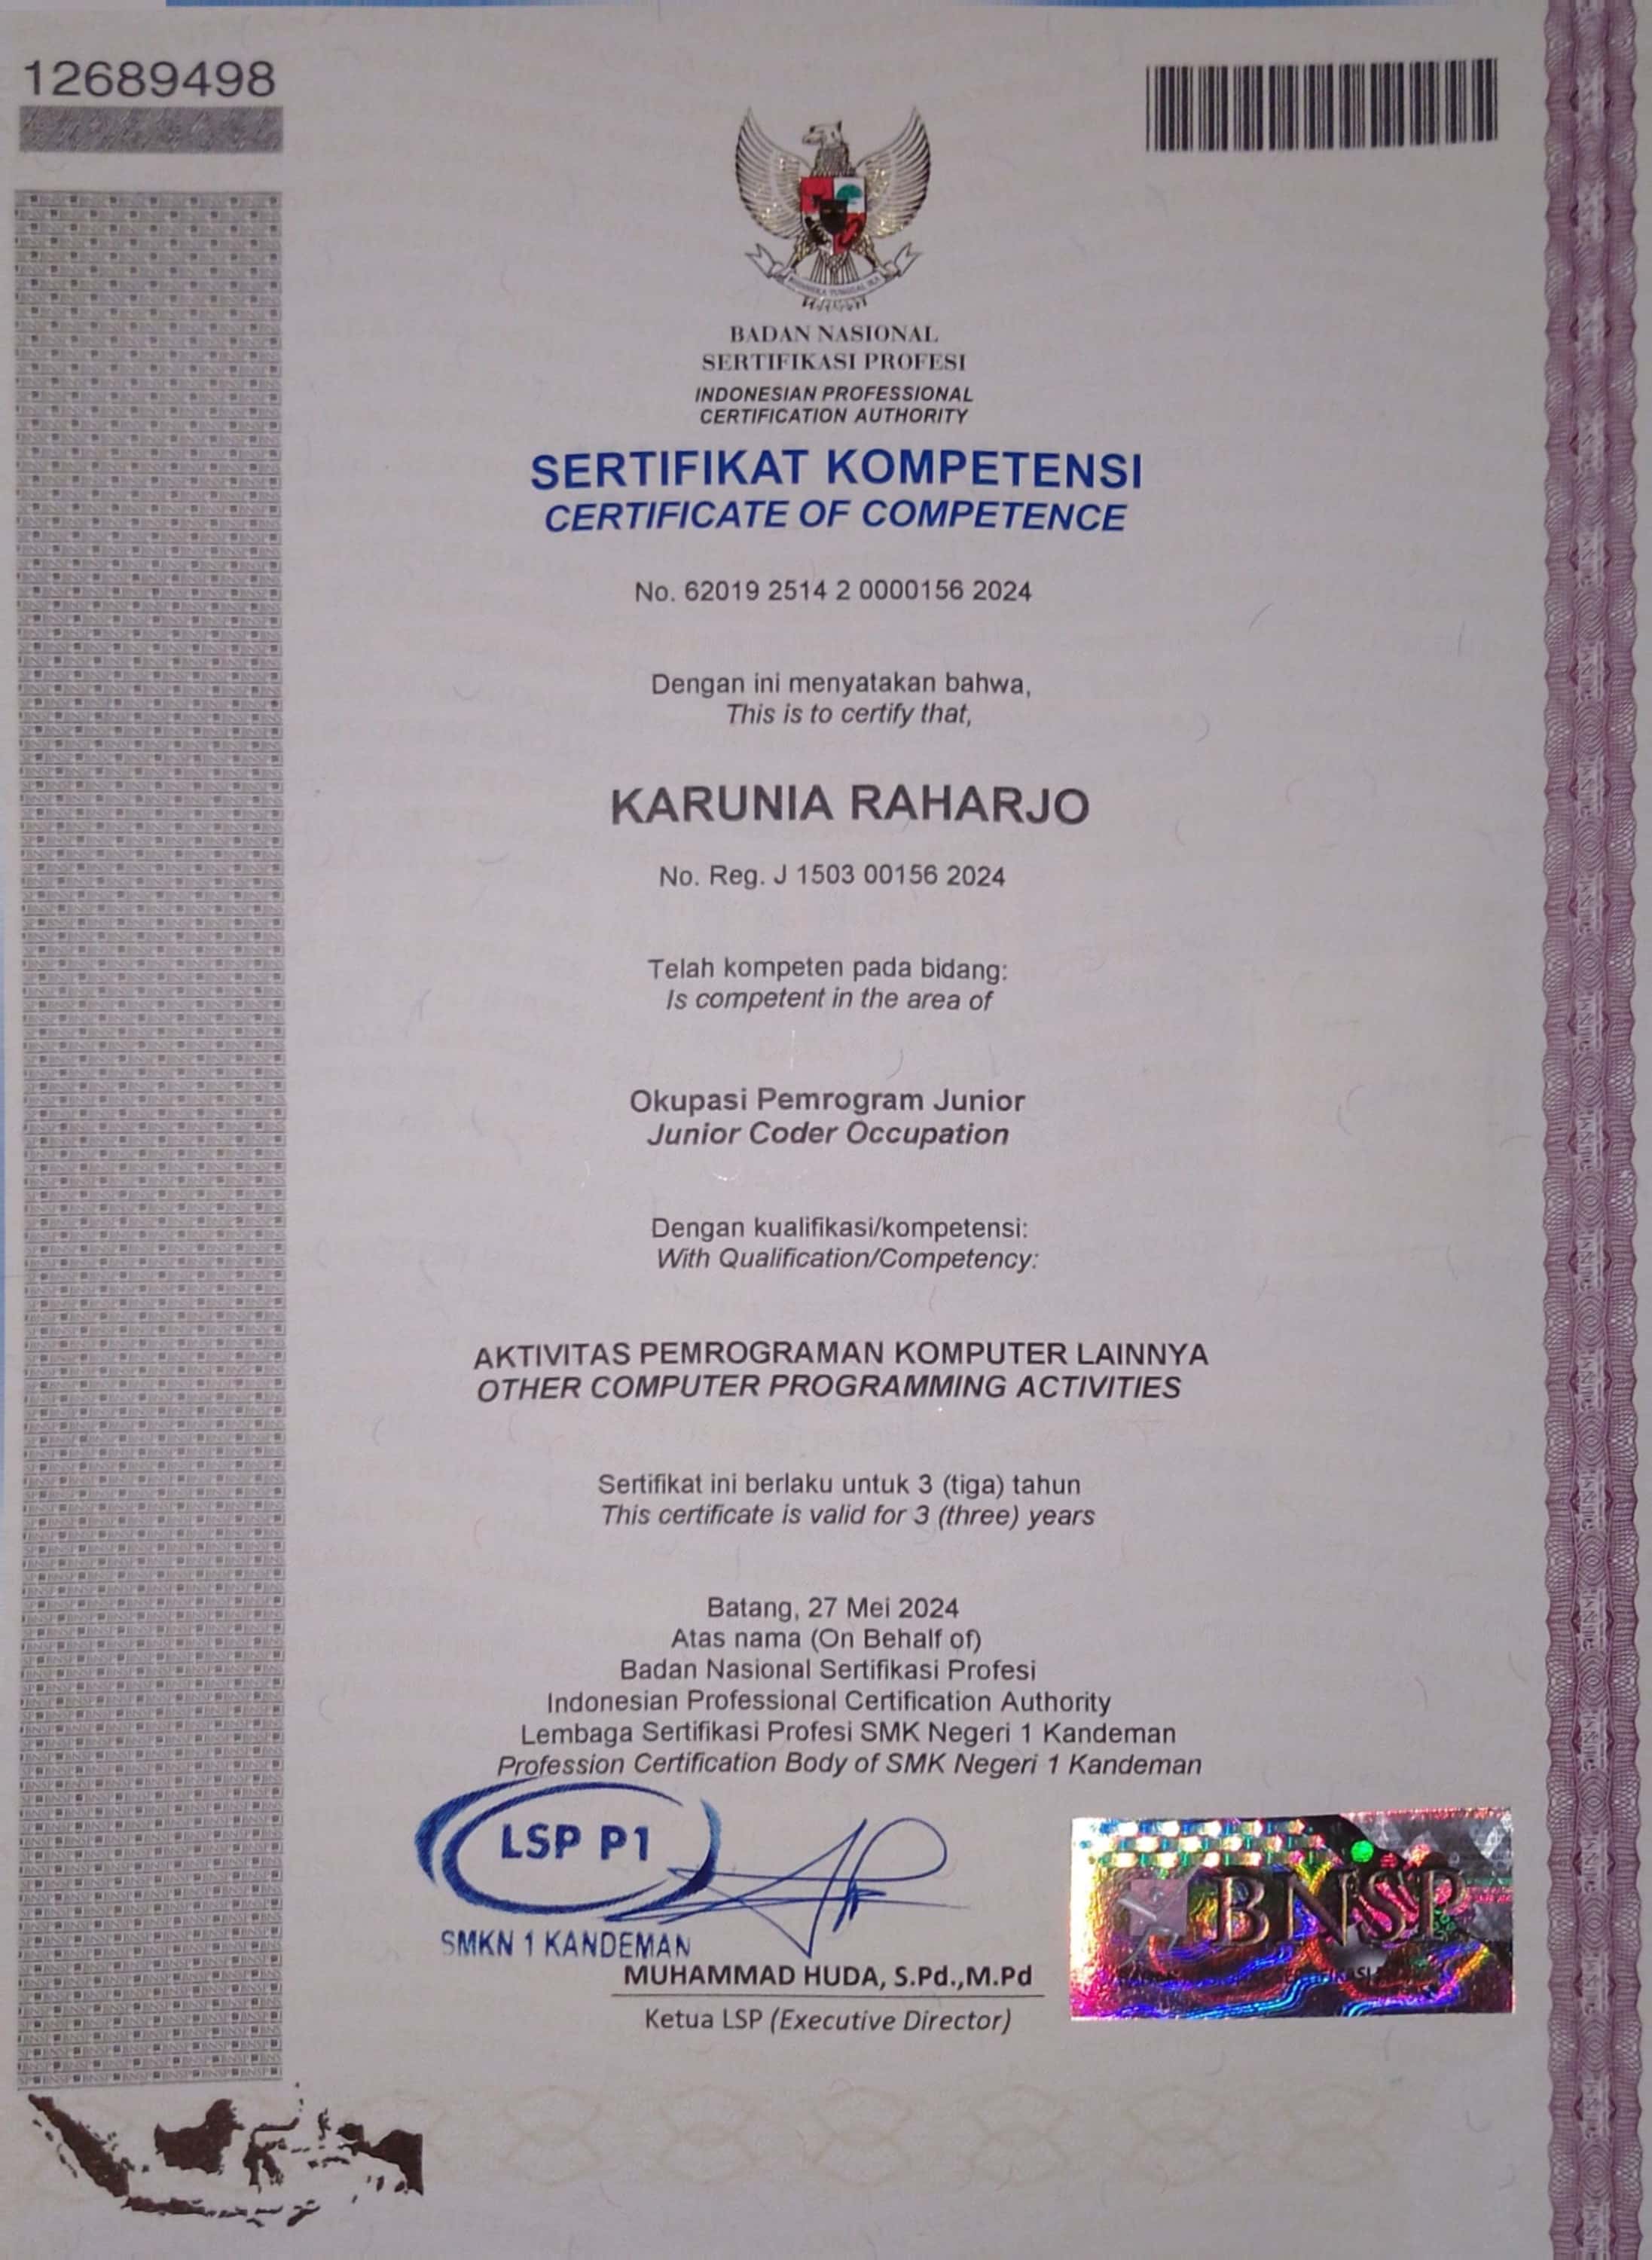 12689498
BHINNEKA TUNGGAL IKA
BADAN NASIONAL
SERTIFIKASI PROFESI
INDONESIAN PROFESSIONAL
CERTIFICATION AUTHORITY
SERTIFIKAT KOMPETENSI
CERTIFICATE OF COMPETENCE
No. 62019 2514 2 0000156 2024
Dengan ini menyatakan bahwa,
This is to certify that,
KARUNIA RAHARJO
No. Reg. J 1503 00156 2024
Telah kompeten pada bidang:
Is competent in the area of
Okupasi Pemrogram Junior
Junior Coder Occupation
Dengan kualifikasi/kompetensi:
With Qualification/Competency:
AKTIVITAS PEMROGRAMAN KOMPUTER LAINNYA
OTHER COMPUTER PROGRAMMING ACTIVITIES
Sertifikat ini berlaku untuk 3 (tiga) tahun
This certificate is valid for 3 (three) years
Batang, 27 Mei 2024
Atas nama (On Behalf of)
Badan Nasional Sertifikasi Profesi
Indonesian Professional Certification Authority
Lembaga Sertifikasi Profesi SMK Negeri 1 Kandeman
Profession Certification Body of SMK Negeri 1 Kandeman
LSP P1
SMKN 1 KANDEMAN
BNSP
MUHAMMAD HUDA, S.Pd.,M.Pd
Ketua LSP (Executive Director)